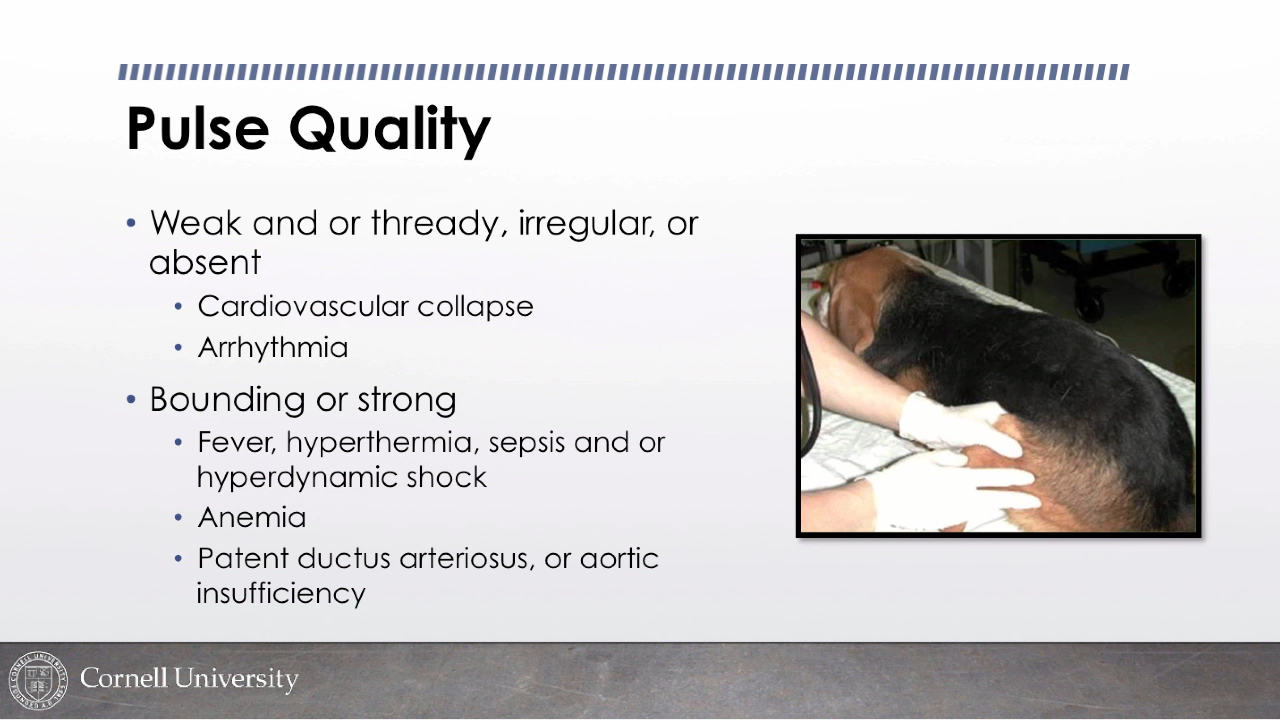 Pulse Quality
• Weak and or thready, irregular, or
absent
• Cardiovascular collapse
• Arrhythmia
• Bounding or strong
• Fever, hyperthermia, sepsis and or
hyperdynamic shock
• Anemia
• Patent ductus arteriosus, or aortic
insufficiency
Cornell University